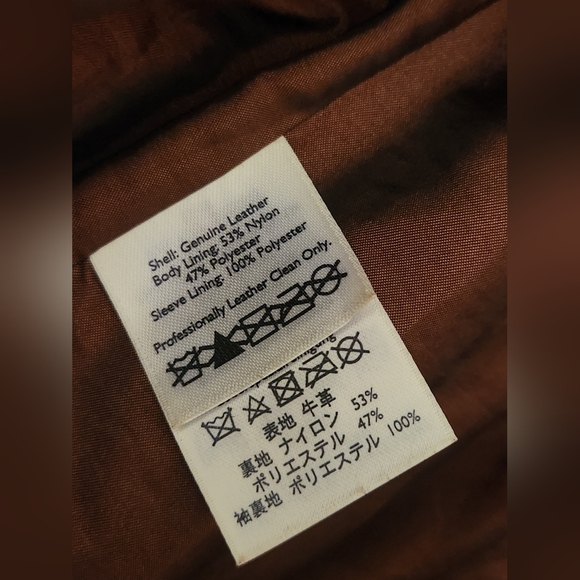 Shell: Genuine Leather
Body Lining: 53% Nylon
47% Polyester
Sleeve Lining: 100% Polyester
Professionally Leather Clean Only.
表地 牛革
裏地 ナイロン 53%
ポリエステル 47%
袖裏地 ポリエステル 100%